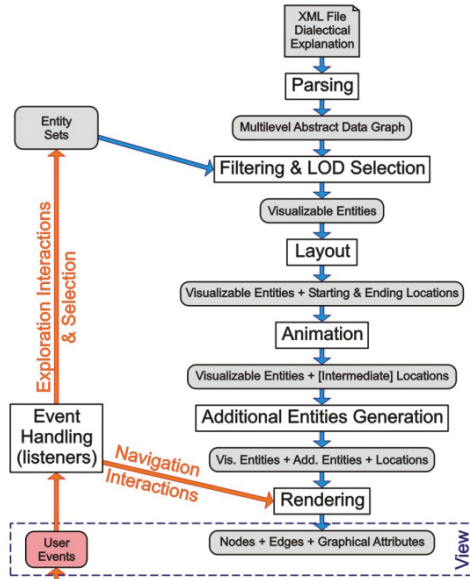 XML File
Dialectical
Explanation
Parsing
Multilevel Abstract Data Graph
Entity
Sets
Filtering & LOD Selection
Visualizable Entities
Layout
Visualizable Entities + Starting & Ending Locations
Animation
Visualizable Entities + [Intermediate] Locations
Exploration Interactions
& Selection
Additional Entities Generation
Event
Handling
(listeners)
Vis. Entities + Add. Entities + Locations
Navigation
Interactions
Rendering
User
Events
Nodes + Edges + Graphical Attributes
View